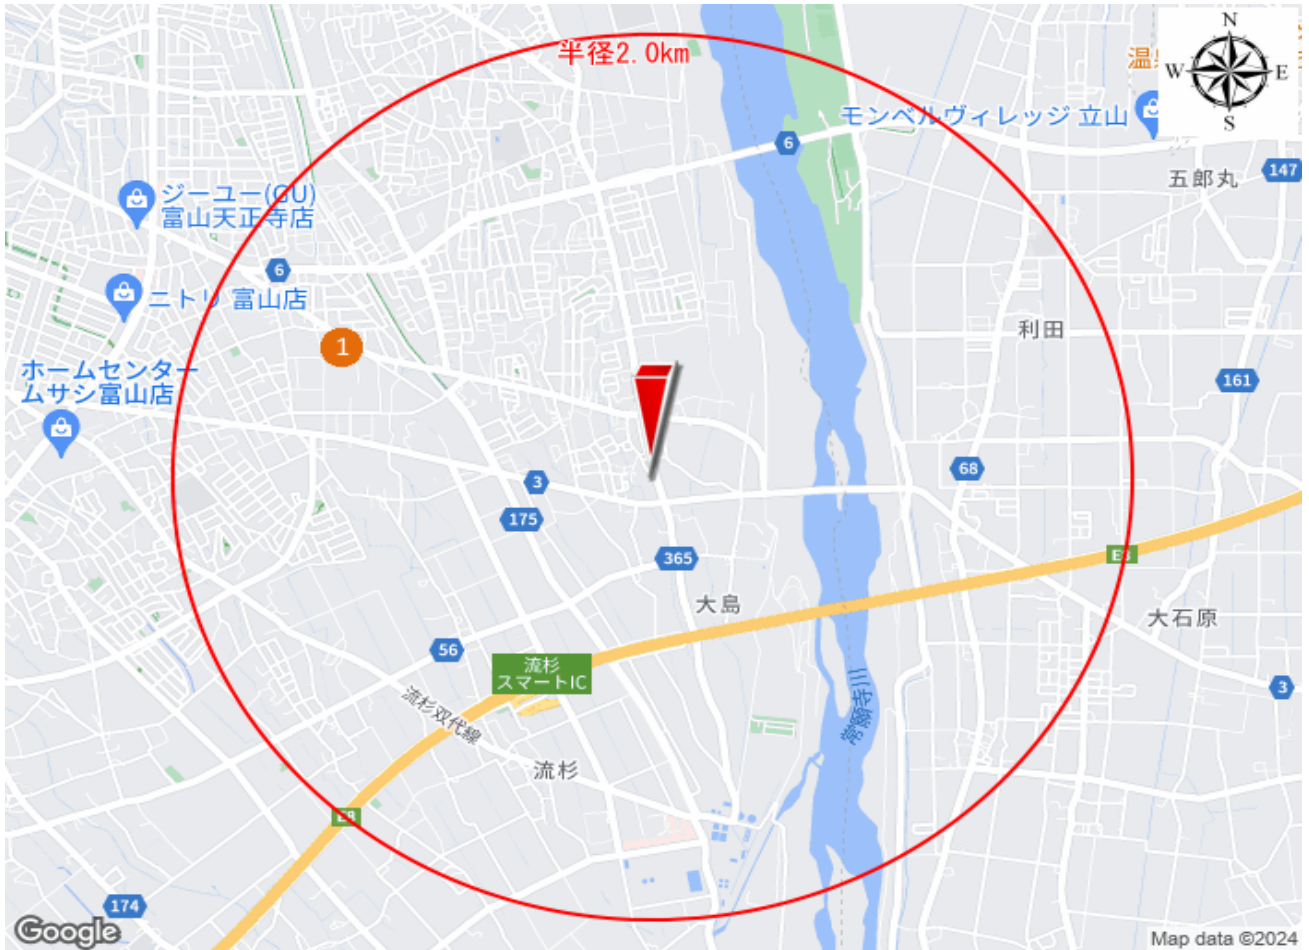 半径2.0km
N
W E
S
温
モンベルヴィレッジ 立山
6
五郎丸
147
ジーユー(GU)
富山天正寺店
6
ニトリ 富山店
利田
1
ホームセンター
ムサシ富山店
161
68
3
175
365
E8
大島
大石原
56
流杉
スマートIC
3
流杉双代線
常願寺川
流杉
E8
174
Google
Map data ©2024